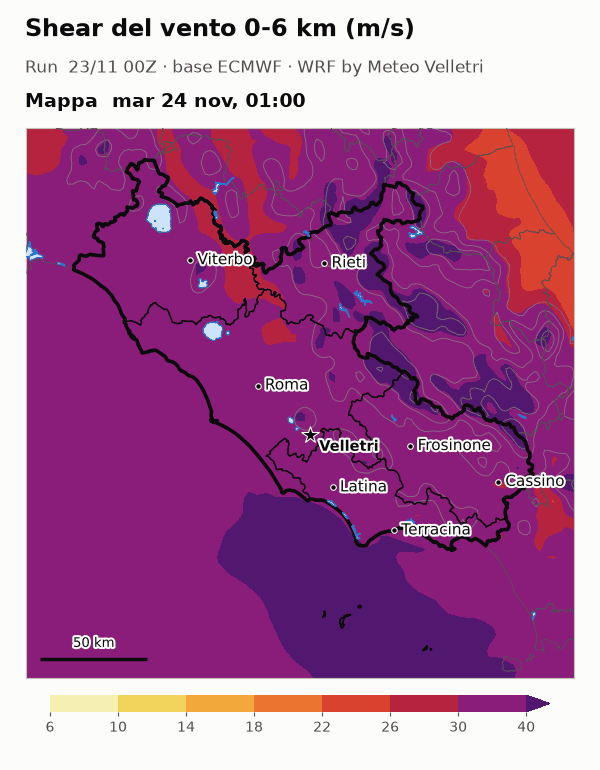 Shear del vento 0-6 km (m/s)
Run  23/11 00Z · base ECMWF · WRF by Meteo Velletri
Mappa  mar 24 nov, 01:00
Viterbo
Rieti
Roma
Velletri
Frosinone
Cassino
Latina
Terracina
50 km
6 10 14 18 22 26 30 40